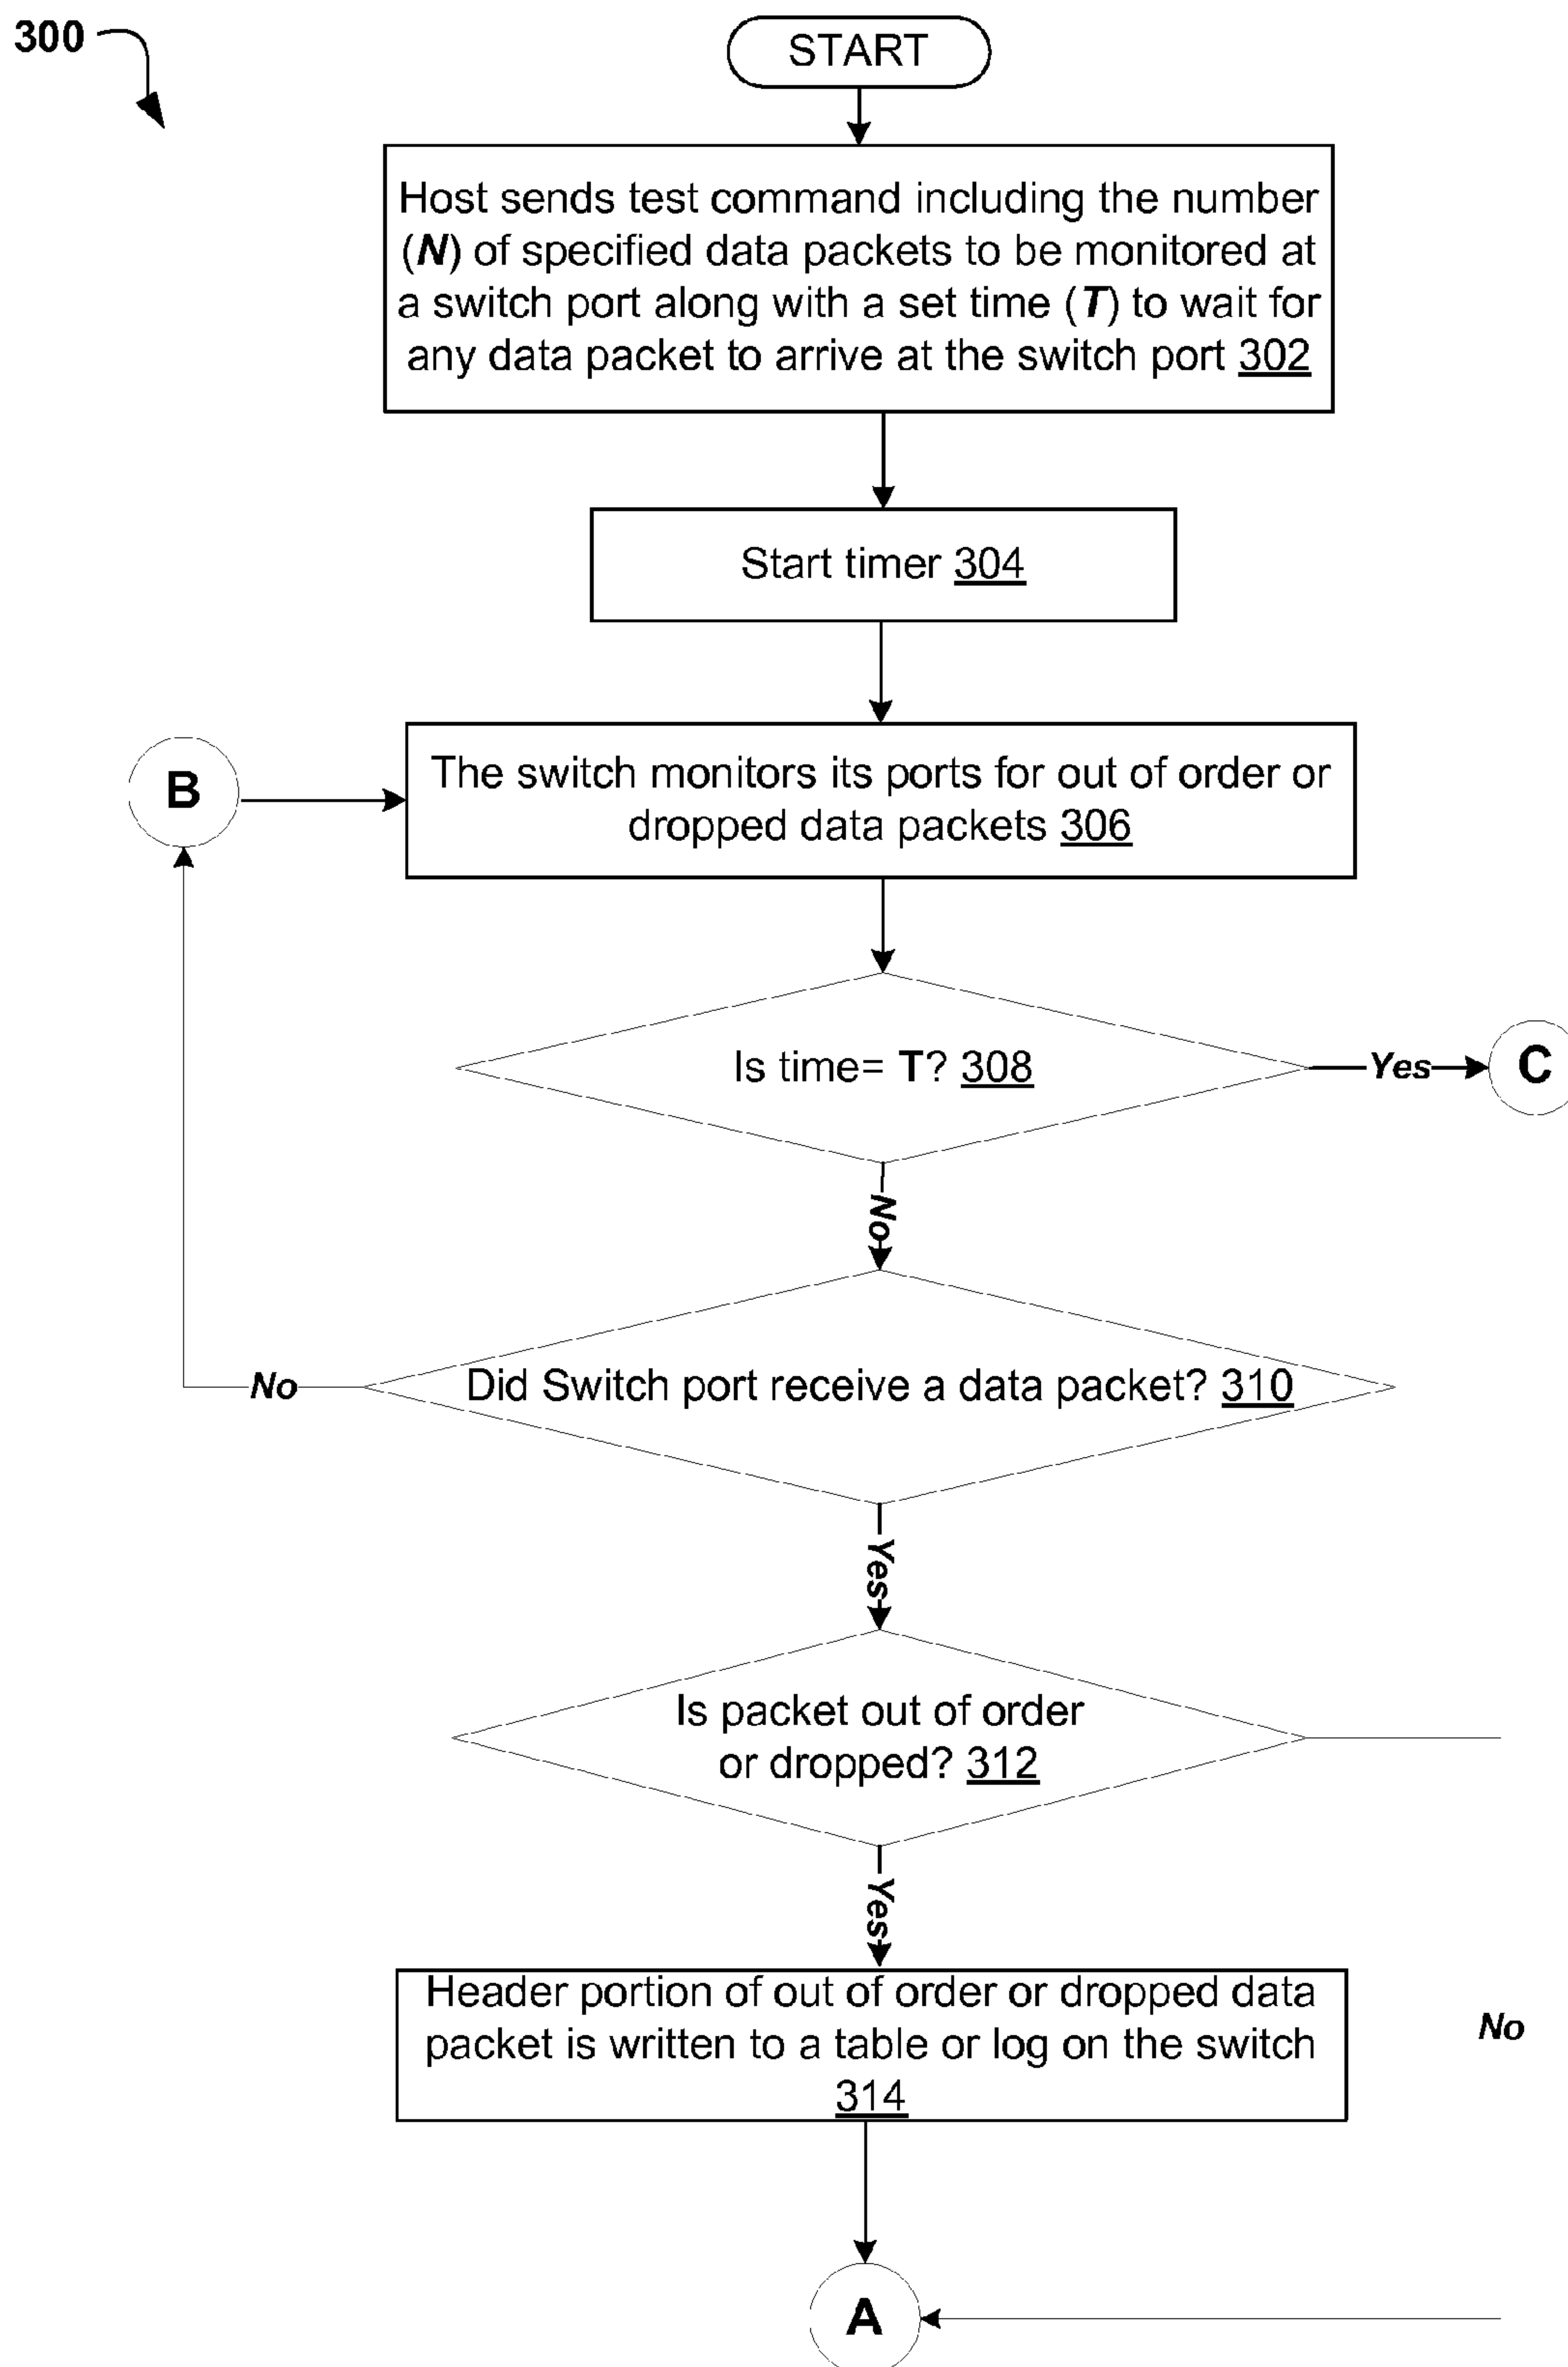 300
START
Host sends test command including the number
(N) of specified data packets to be monitored at
a switch port along with a set time (T) to wait for
any data packet to arrive at the switch port 302
Start timer 304
B
The switch monitors its ports for out of order or
dropped data packets 306
Is time= T? 308
Yes
C
No
Did Switch port receive a data packet? 310
No
Yes
Is packet out of order
or dropped? 312
Yes
Header portion of out of order or dropped data
packet is written to a table or log on the switch
314
No
A